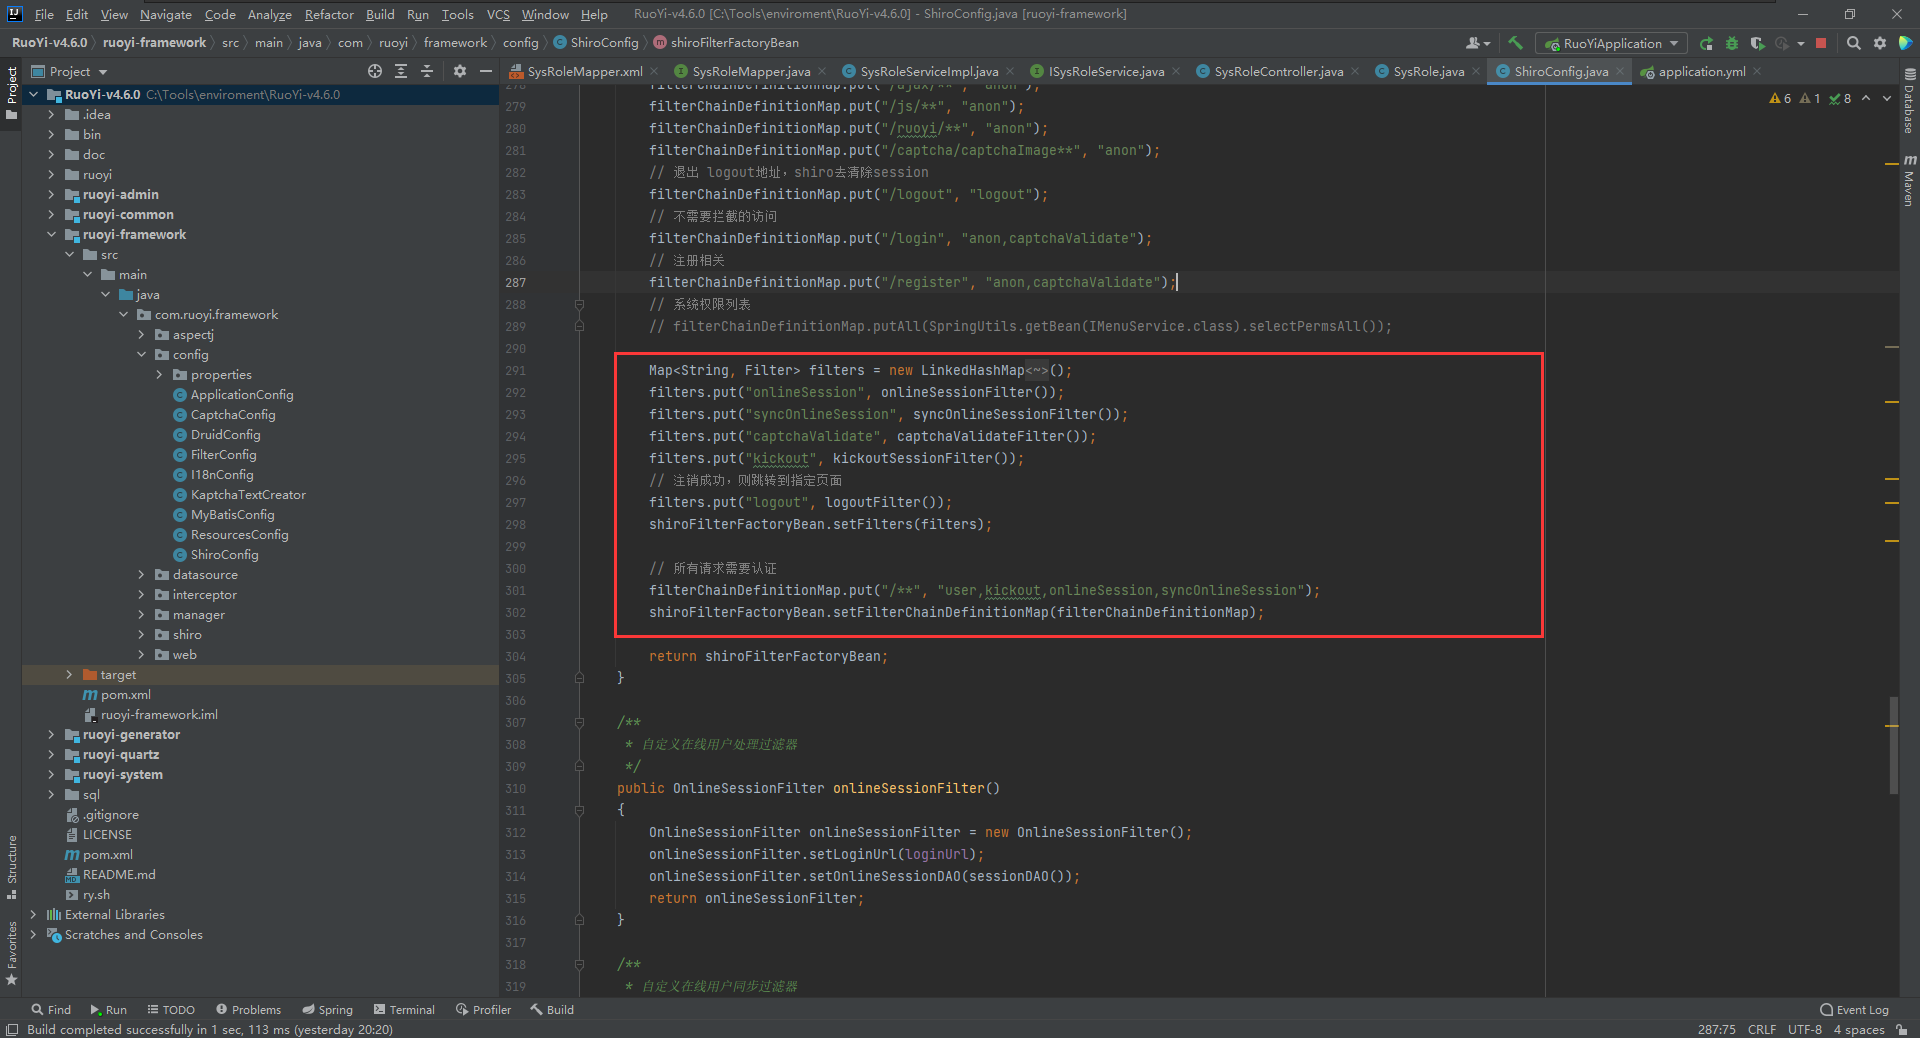 File Edit View Navigate Code Analyze Refactor Build Run Tools VCS Window Help RuoYi-v4.6.0 [C:\Tools\enviroment\RuoYi-v4.6.0] - ShiroConfig.java [ruoyi-framework]
RuoYi-v4.6.0 ruoyi-framework src main java com ruoyi framework config ShiroConfig shiroFilterFactoryBean RuoYiApplication
Project
SysRoleMapper.xml SysRoleMapper.java SysRoleServiceImpl.java ISysRoleService.java SysRoleController.java SysRole.java ShiroConfig.java application.yml
Project
Structure
Favorites
Database
Maven
6 1 8
RuoYi-v4.6.0 C:\Tools\enviroment\RuoYi-v4.6.0
.idea
bin
doc
ruoyi
ruoyi-admin
ruoyi-common
ruoyi-framework
src
main
java
com.ruoyi.framework
aspectj
config
properties
ApplicationConfig
CaptchaConfig
DruidConfig
FilterConfig
I18nConfig
KaptchaTextCreator
MyBatisConfig
ResourcesConfig
ShiroConfig
datasource
interceptor
manager
shiro
web
target
pom.xml
ruoyi-framework.iml
ruoyi-generator
ruoyi-quartz
ruoyi-system
sql
.gitignore
LICENSE
pom.xml
README.md
ry.sh
External Libraries
Scratches and Consoles
278 filterChainDefinitionMap.put("/ajax/**", "anon");
279 filterChainDefinitionMap.put("/js/**", "anon");
280 filterChainDefinitionMap.put("/ruoyi/**", "anon");
281 filterChainDefinitionMap.put("/captcha/captchaImage**", "anon");
282 // 退出 logout地址，shiro去清除session
283 filterChainDefinitionMap.put("/logout", "logout");
284 // 不需要拦截的访问
285 filterChainDefinitionMap.put("/login", "anon,captchaValidate");
286 // 注册相关
287 filterChainDefinitionMap.put("/register", "anon,captchaValidate");
288 // 系统权限列表
289 // filterChainDefinitionMap.putAll(SpringUtils.getBean(IMenuService.class).selectPermsAll());
290
291 Map<String, Filter> filters = new LinkedHashMap<~>();
292 filters.put("onlineSession", onlineSessionFilter());
293 filters.put("syncOnlineSession", syncOnlineSessionFilter());
294 filters.put("captchaValidate", captchaValidateFilter());
295 filters.put("kickout", kickoutSessionFilter());
296 // 注销成功，则跳转到指定页面
297 filters.put("logout", logoutFilter());
298 shiroFilterFactoryBean.setFilters(filters);
299
300 // 所有请求需要认证
301 filterChainDefinitionMap.put("/**", "user,kickout,onlineSession,syncOnlineSession");
302 shiroFilterFactoryBean.setFilterChainDefinitionMap(filterChainDefinitionMap);
303
304 return shiroFilterFactoryBean;
305 }
306
307 /**
308 * 自定义在线用户处理过滤器
309 */
310 public OnlineSessionFilter onlineSessionFilter()
311 {
312 OnlineSessionFilter onlineSessionFilter = new OnlineSessionFilter();
313 onlineSessionFilter.setLoginUrl(loginUrl);
314 onlineSessionFilter.setOnlineSessionDAO(sessionDAO());
315 return onlineSessionFilter;
316 }
317
318 /**
319 * 自定义在线用户同步过滤器
Find Run TODO Problems Spring Terminal Profiler Build Event Log
Build completed successfully in 1 sec, 113 ms (yesterday 20:20) 287:75 CRLF UTF-8 4 spaces